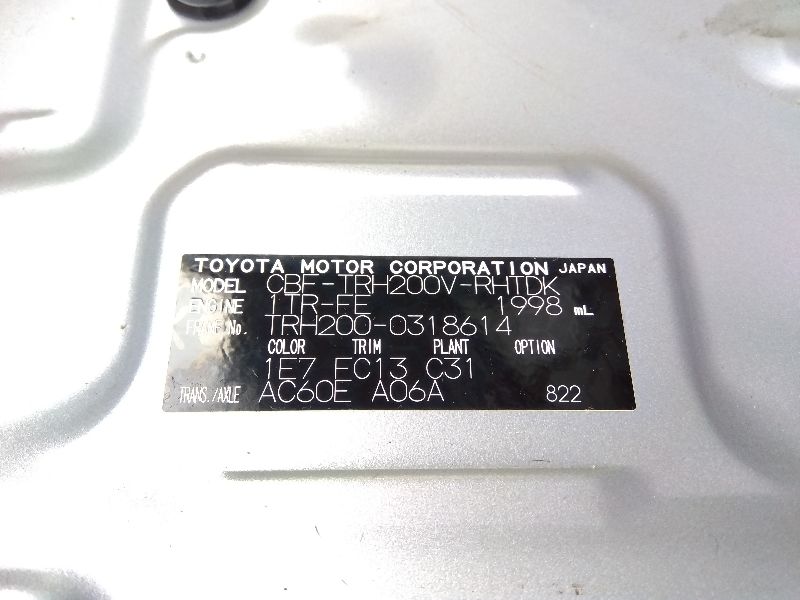 TOYOTA MOTOR CORPORATION JAPAN
MODEL CBF-TRH200V-RHTDK
ENGINE 1TR-FE 1998 mL
FRAME No. TRH200-0318614
COLOR TRIM PLANT OPTION
1E7 EC13 C31
TRANS./AXLE AC60E A06A 822